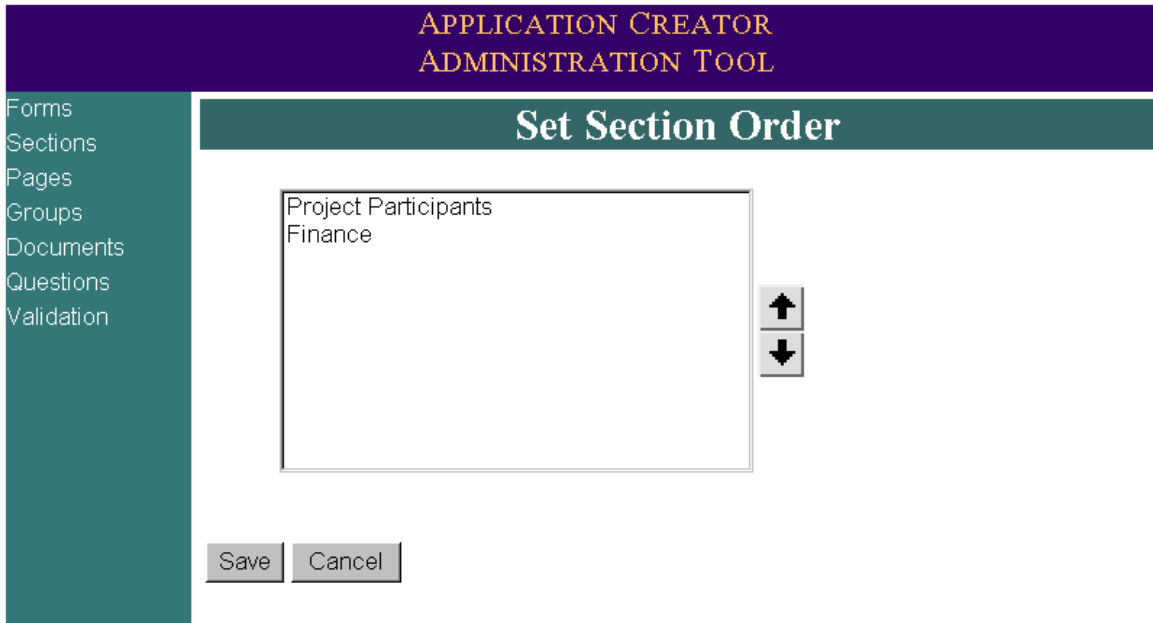 APPLICATION CREATOR
ADMINISTRATION TOOL
Forms
Sections
Pages
Groups
Documents
Questions
Validation
Set Section Order
Project Participants
Finance
Save
Cancel